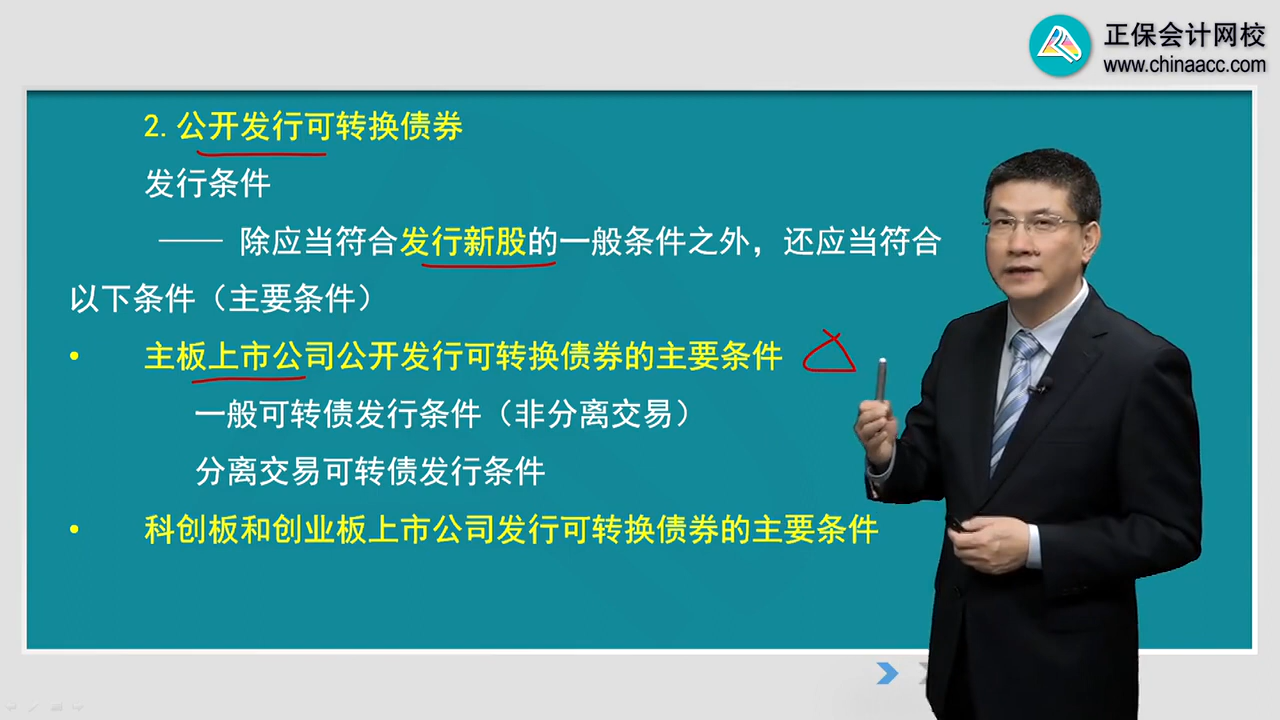 正保会计网校
www.chinaacc.com
2. 公开发行可转换债券
发行条件
—— 除应当符合发行新股的一般条件之外，还应当符合
以下条件（主要条件）
• 主板上市公司公开发行可转换债券的主要条件
一般可转债发行条件（非分离交易）
分离交易可转债发行条件
• 科创板和创业板上市公司发行可转换债券的主要条件